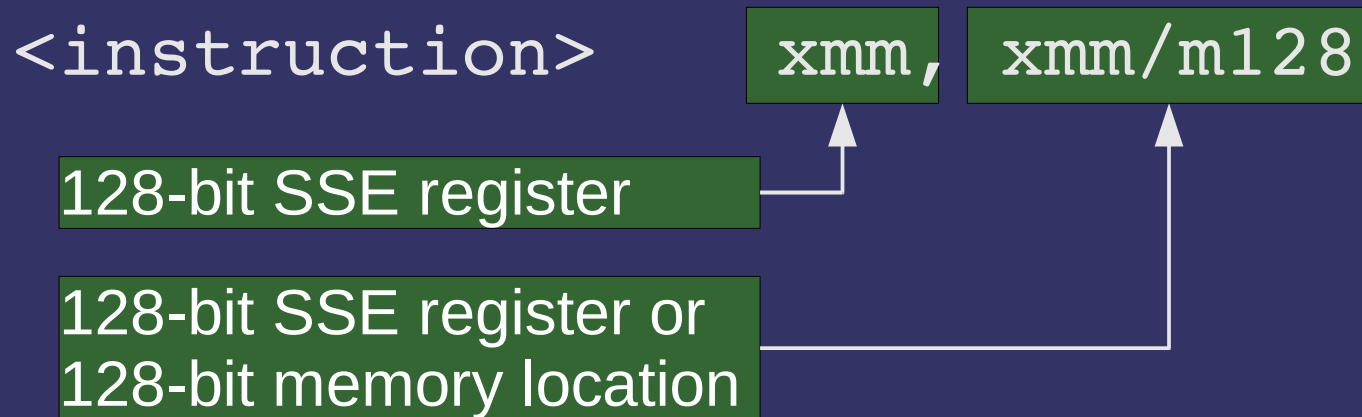 <instruction> xmm, xmm/m128
128-bit SSE register
128-bit SSE register or
128-bit memory location